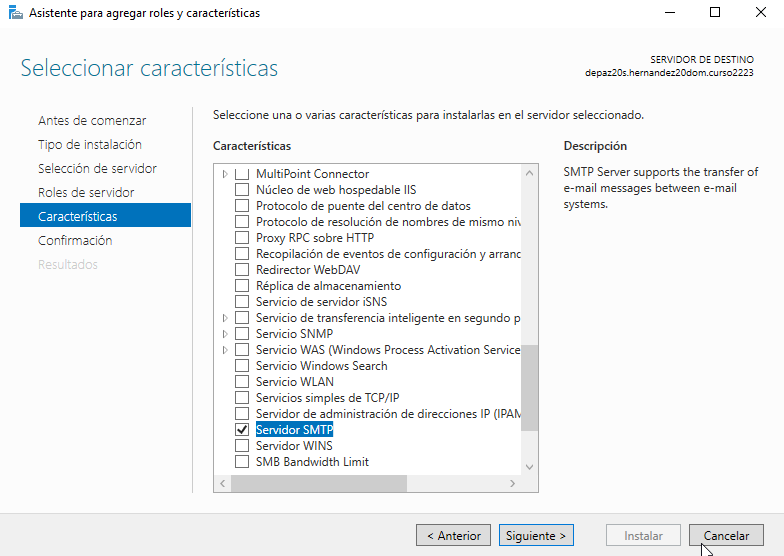 Asistente para agregar roles y características
Seleccionar características
SERVIDOR DE DESTINO
depaz20s.hernandez20dom.curso2223
Antes de comenzar
Tipo de instalación
Selección de servidor
Roles de servidor
Características
Confirmación
Resultados
Seleccione una o varias características para instalarlas en el servidor seleccionado.
Características
MultiPoint Connector
Núcleo de web hospedable IIS
Protocolo de puente del centro de datos
Protocolo de resolución de nombres de mismo niv
Proxy RPC sobre HTTP
Recopilación de eventos de configuración y arranc
Redirector WebDAV
Réplica de almacenamiento
Servicio de servidor iSNS
Servicio de transferencia inteligente en segundo p
Servicio SNMP
Servicio WAS (Windows Process Activation Service
Servicio Windows Search
Servicio WLAN
Servicios simples de TCP/IP
Servidor de administración de direcciones IP (IPAM
Servidor SMTP
Servidor WINS
SMB Bandwidth Limit
Descripción
SMTP Server supports the transfer of
e-mail messages between e-mail
systems.
< Anterior
Siguiente >
Instalar
Cancelar